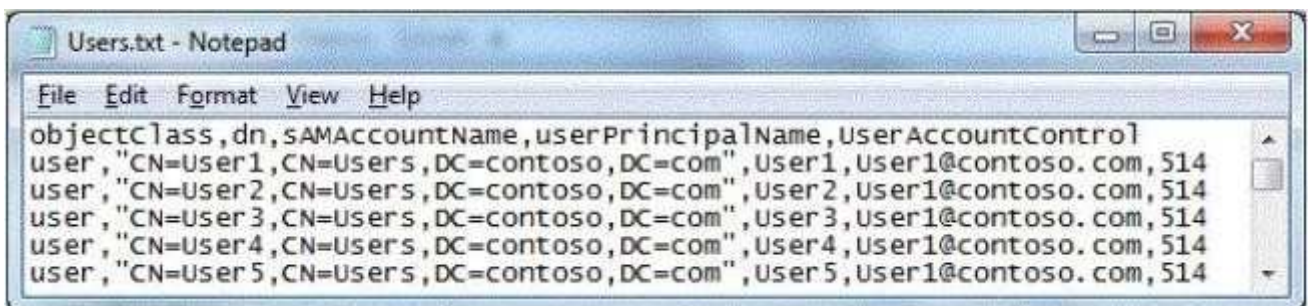 Users.txt - Notepad
File Edit Format View Help
objectClass,dn,sAMAccountName,userPrincipalName,UserAccountControl
user,"CN=User1,CN=Users,DC=contoso,DC=com",User1,User1@contoso.com,514
user,"CN=User2,CN=Users,DC=contoso,DC=com",User2,User1@contoso.com,514
user,"CN=User3,CN=Users,DC=contoso,DC=com",User3,User1@contoso.com,514
user,"CN=User4,CN=Users,DC=contoso,DC=com",User4,User1@contoso.com,514
user,"CN=User5,CN=Users,DC=contoso,DC=com",User5,User1@contoso.com,514